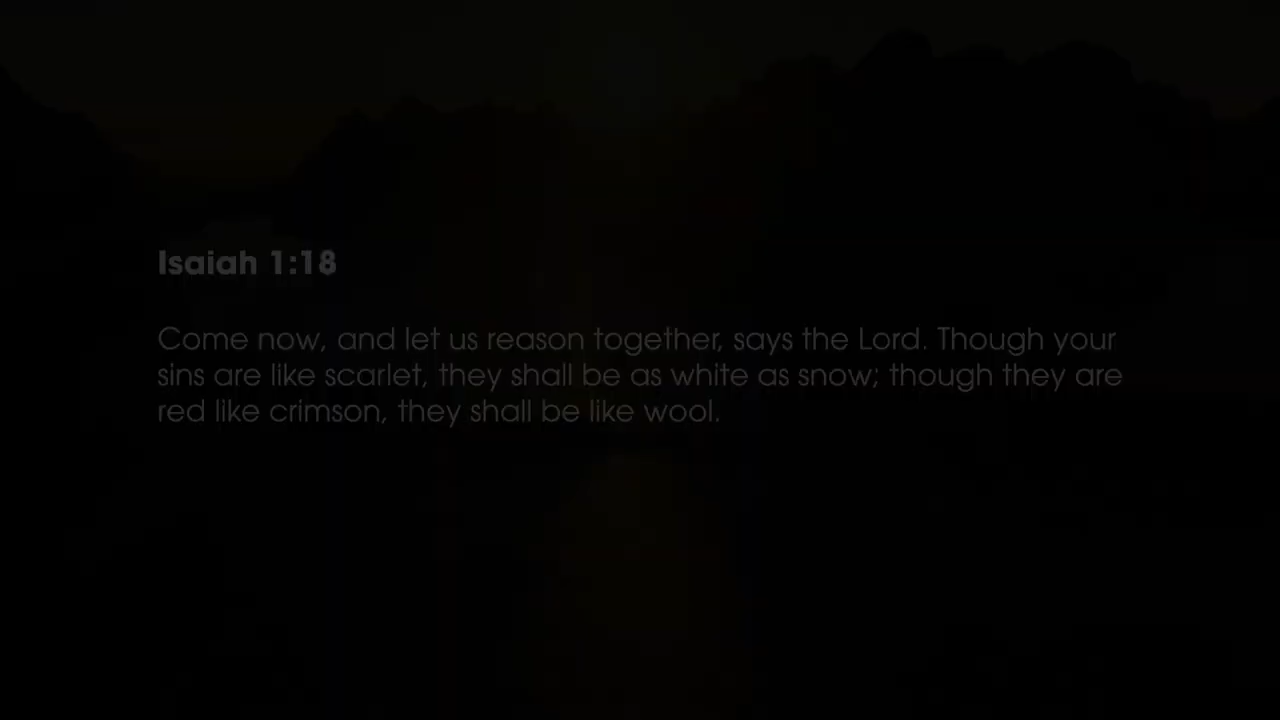 Isaiah 1:18
Come now, and let us reason together, says the Lord. Though your
sins are like scarlet, they shall be as white as snow; though they are
red like crimson, they shall be like wool.